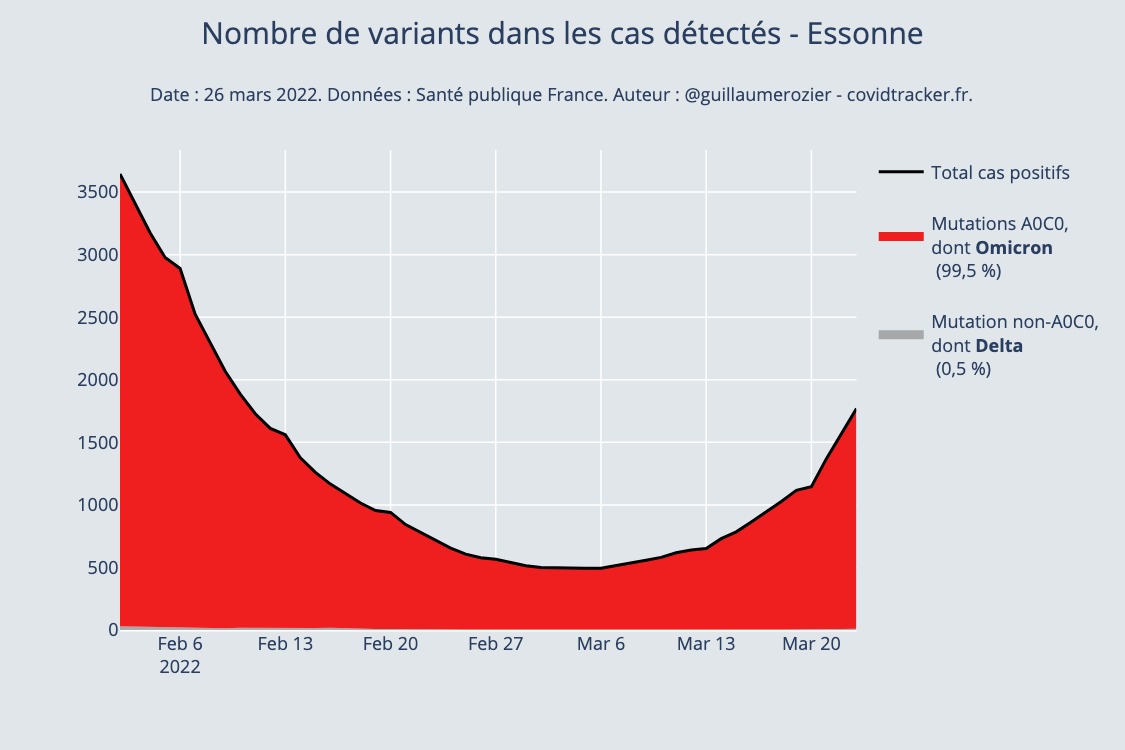 Nombre de variants dans les cas détectés - Essonne
Date : 26 mars 2022. Données : Santé publique France. Auteur : @guillaumerozier - covidtracker.fr.
3500
3000
2500
2000
1500
1000
500
0
Feb 6
2022
Feb 13
Feb 20
Feb 27
Mar 6
Mar 13
Mar 20
Total cas positifs
Mutations A0C0,
dont Omicron
(99,5 %)
Mutation non-A0C0,
dont Delta
(0,5 %)